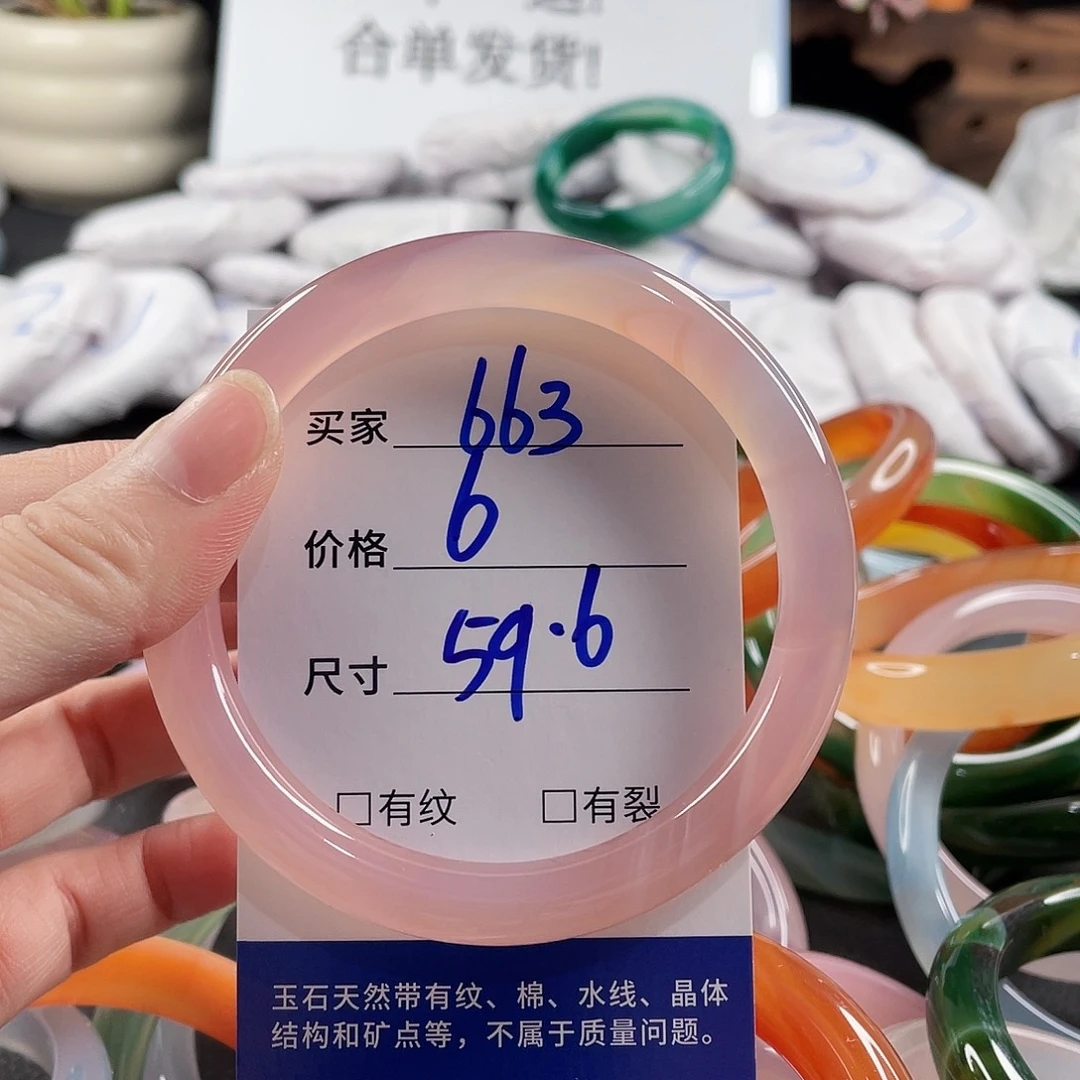 合单发货!
买家 663
价格 6
尺寸 59.6
□有纹 □有裂
玉石天然带有纹、棉、水线、晶体
结构和矿点等，不属于质量问题。